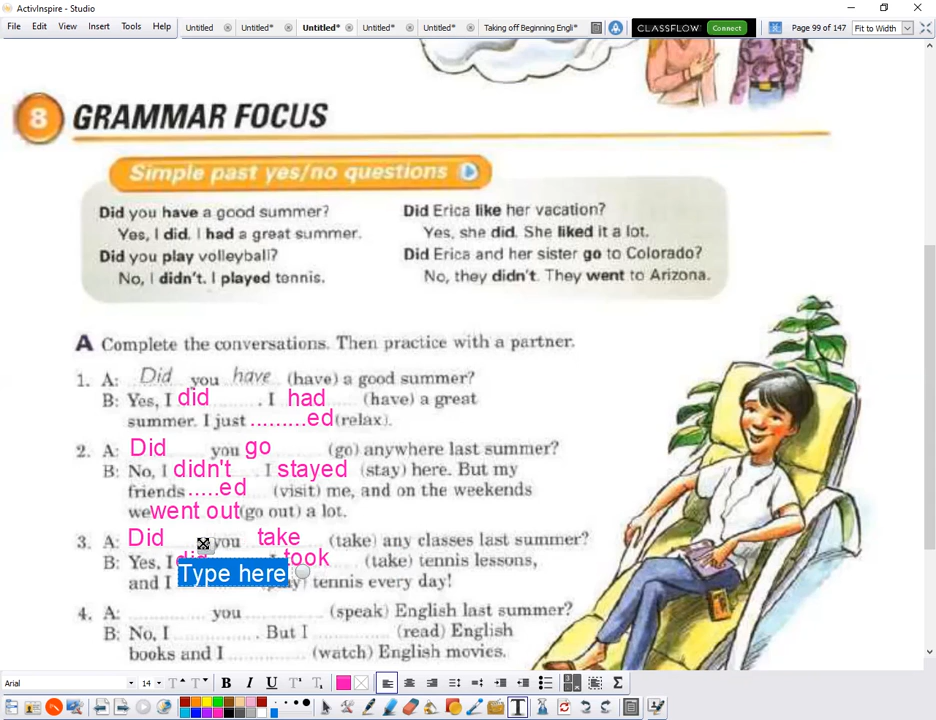 ActivInspire - Studio
File Edit View Insert Tools Help Untitled Untitled* Untitled* Untitled* Untitled* Taking off Beginning Engli* CLASSFLOW Connect Page 99 of 147 Fit to Width
8 GRAMMAR FOCUS
Simple past yes/no questions
Did you have a good summer?
Yes, I did. I had a great summer.
Did you play volleyball?
No, I didn't. I played tennis.
Did Erica like her vacation?
Yes, she did. She liked it a lot.
Did Erica and her sister go to Colorado?
No, they didn't. They went to Arizona.
A Complete the conversations. Then practice with a partner.
1. A: Did you have (have) a good summer?
B: Yes, I did . I had (have) a great
summer. I just .........ed (relax).
2. A: Did you go (go) anywhere last summer?
B: No, I didn't . I stayed (stay) here. But my
friends .....ed (visit) me, and on the weekends
we went out (go out) a lot.
3. A: Did you take (take) any classes last summer?
B: Yes, I did . I took (take) tennis lessons,
and I Type here (play) tennis every day!
4. A: you (speak) English last summer?
B: No, I . But I (read) English
books and I (watch) English movies.
Arial 14 B I U